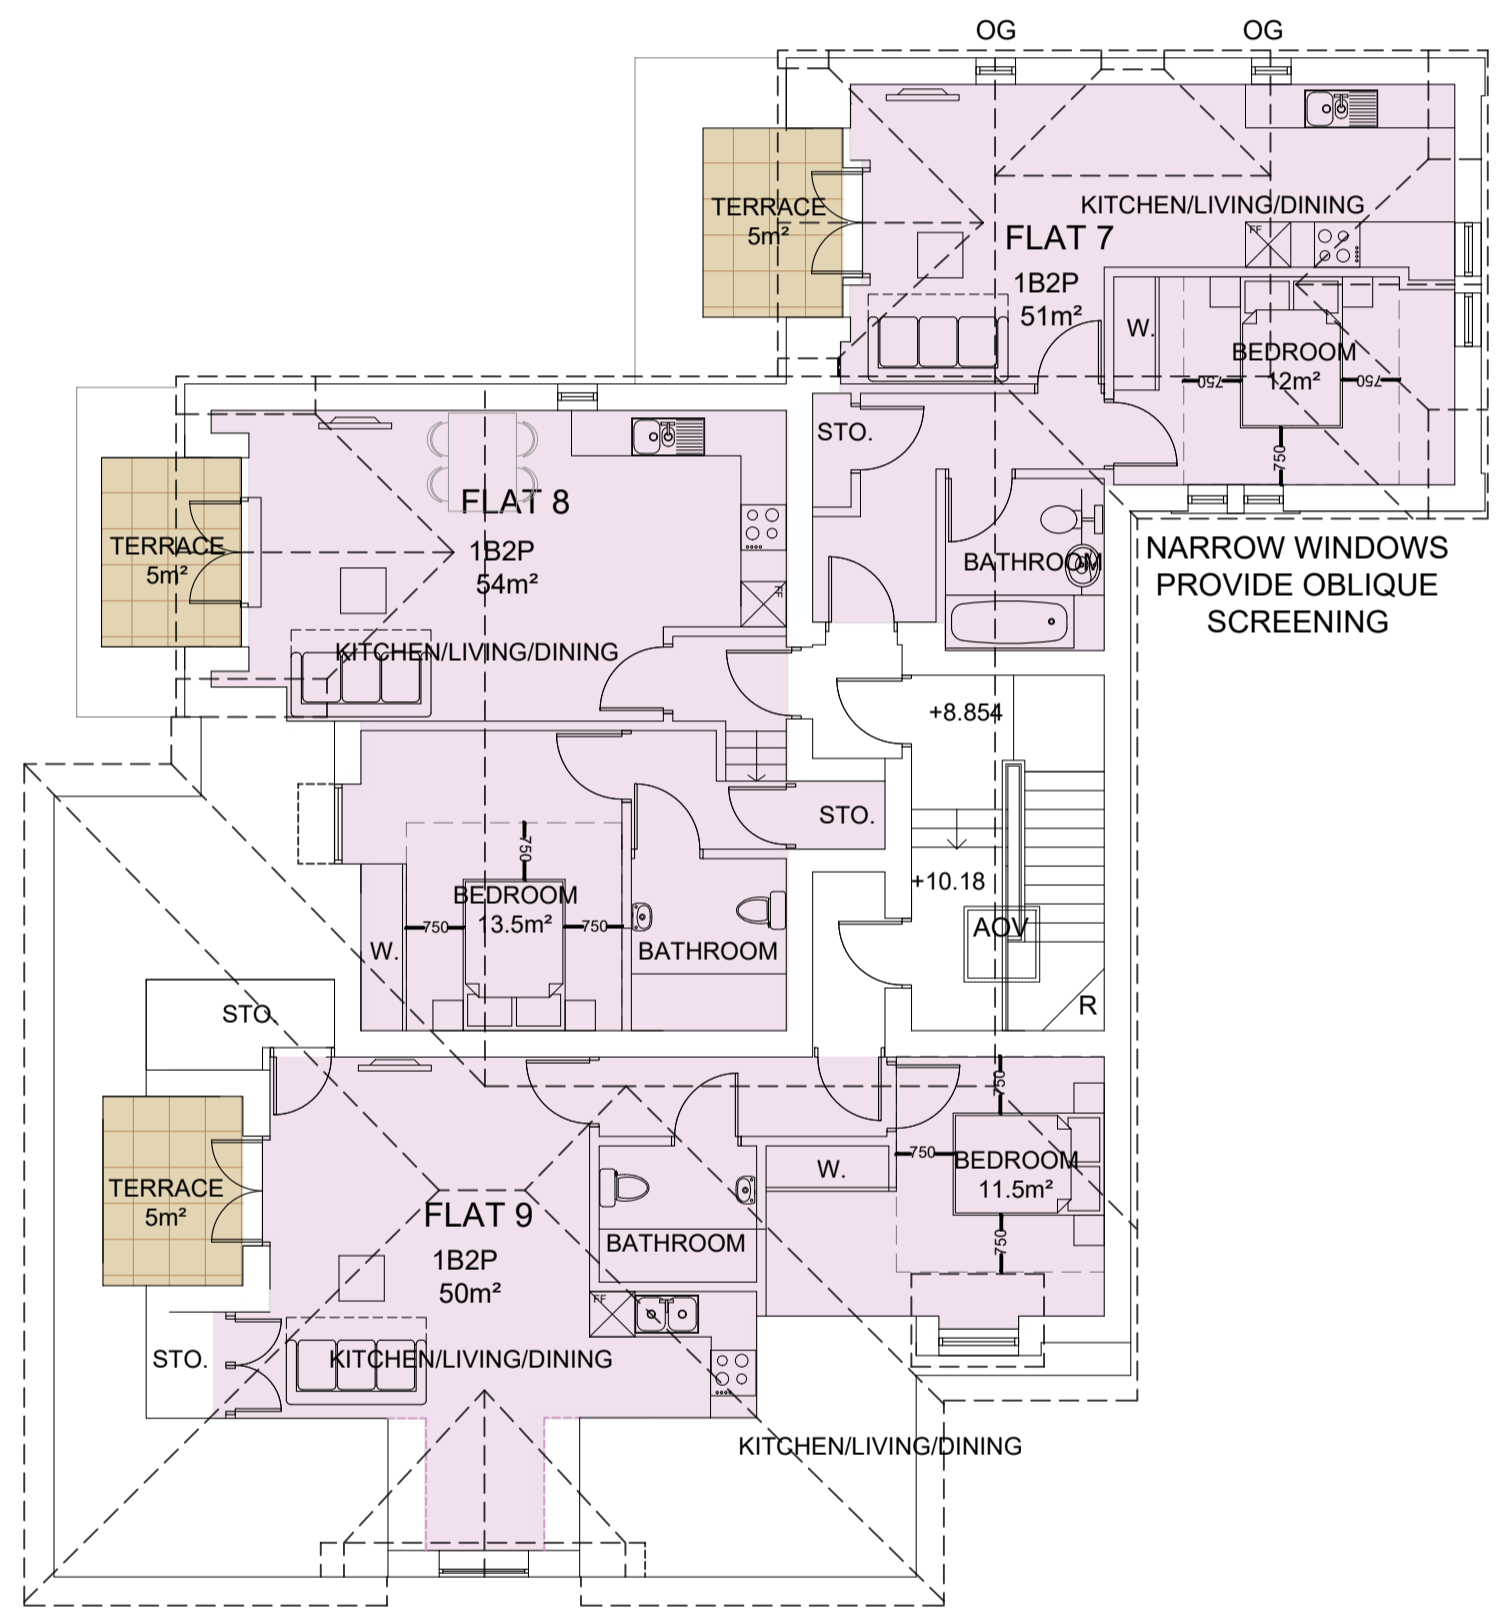 OG
OG
TERRACE
5m²
KITCHEN/LIVING/DINING
FLAT 7
1B2P
51m²
FF
W.
BEDROOM
12m²
750
750
750
STO.
BATHROOM
NARROW WINDOWS
PROVIDE OBLIQUE
SCREENING
FLAT 8
1B2P
54m²
TERRACE
5m²
FF
KITCHEN/LIVING/DINING
+8.854
STO.
750
BEDROOM
13.5m²
750
750
W.
BATHROOM
+10.18
AOV
R
STO.
750
W.
750
BEDROOM
11.5m²
750
TERRACE
5m²
FLAT 9
1B2P
50m²
BATHROOM
FF
STO.
KITCHEN/LIVING/DINING
KITCHEN/LIVING/DINING